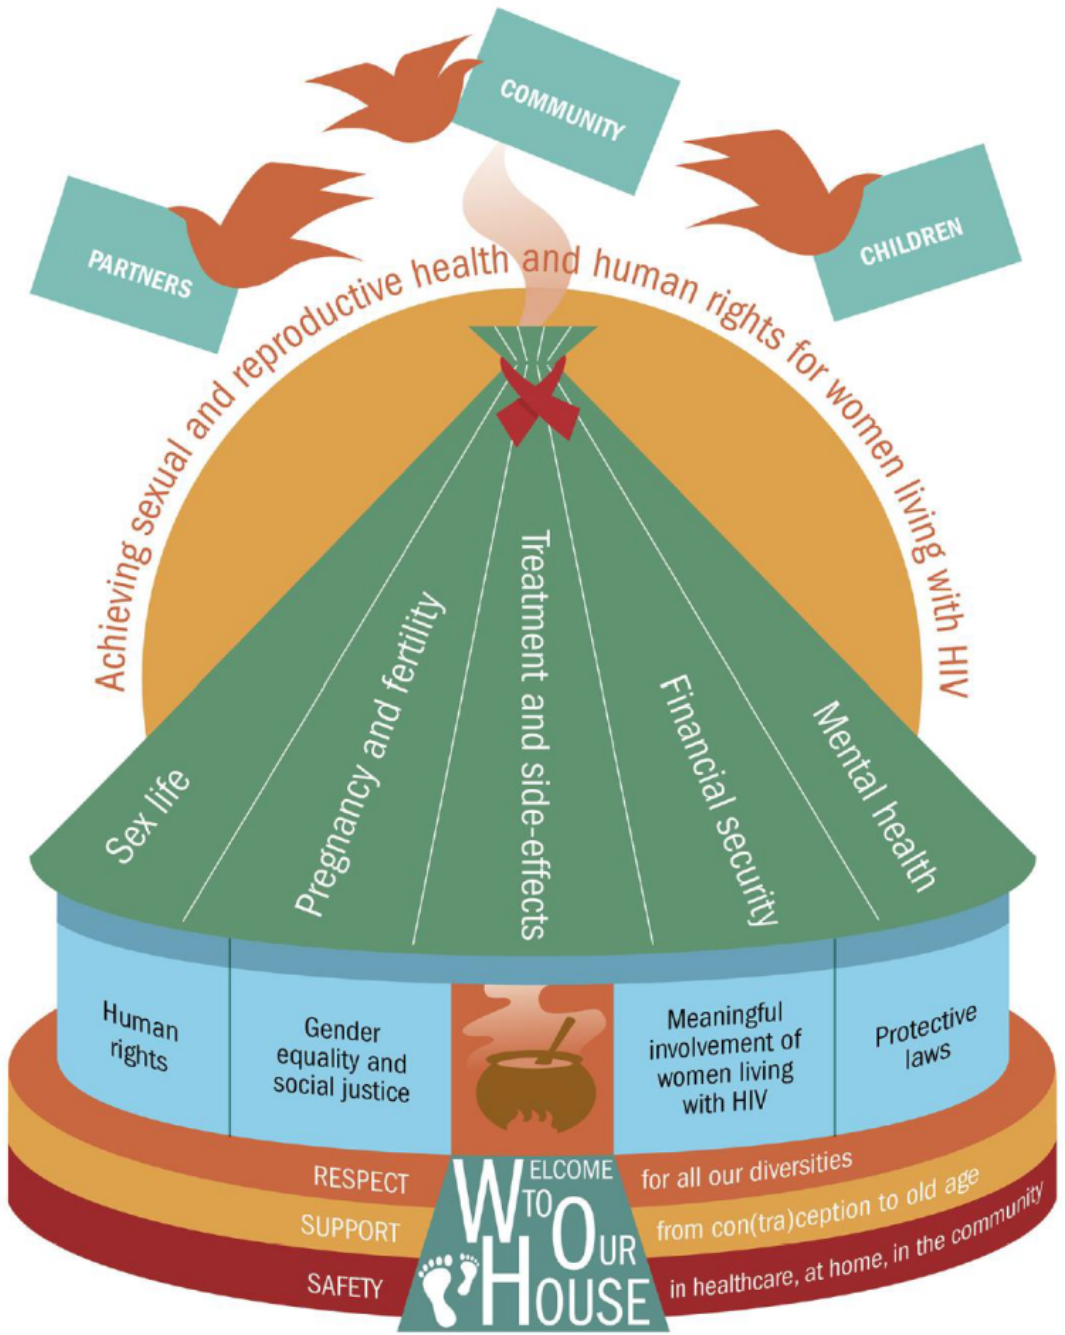 COMMUNITY
PARTNERS
CHILDREN
Achieving sexual and reproductive health and human rights for women living with HIV
Sex life
Pregnancy and fertility
Treatment and side-effects
Financial security
Mental health
Human
rights
Gender
equality and
social justice
Meaningful
involvement of
women living
with HIV
Protective
laws
RESPECT
for all our diversities
SUPPORT
from con(tra)ception to old age
SAFETY
in healthcare, at home, in the community
WELCOME
TO
OUR
HOUSE